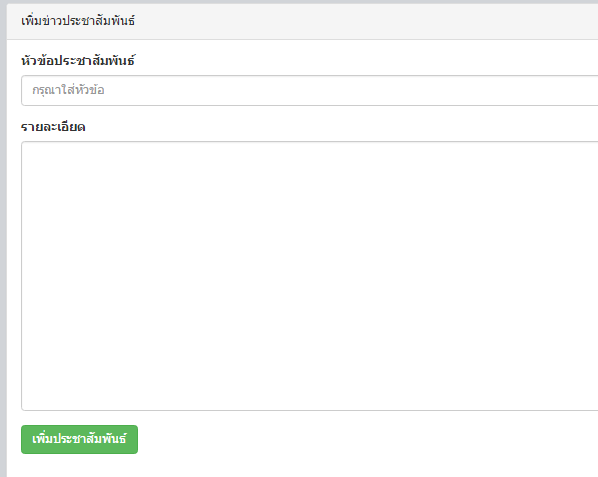 เพิ่มข่าวประชาสัมพันธ์
หัวข้อประชาสัมพันธ์
กรุณาใส่หัวข้อ
รายละเอียด
เพิ่มประชาสัมพันธ์